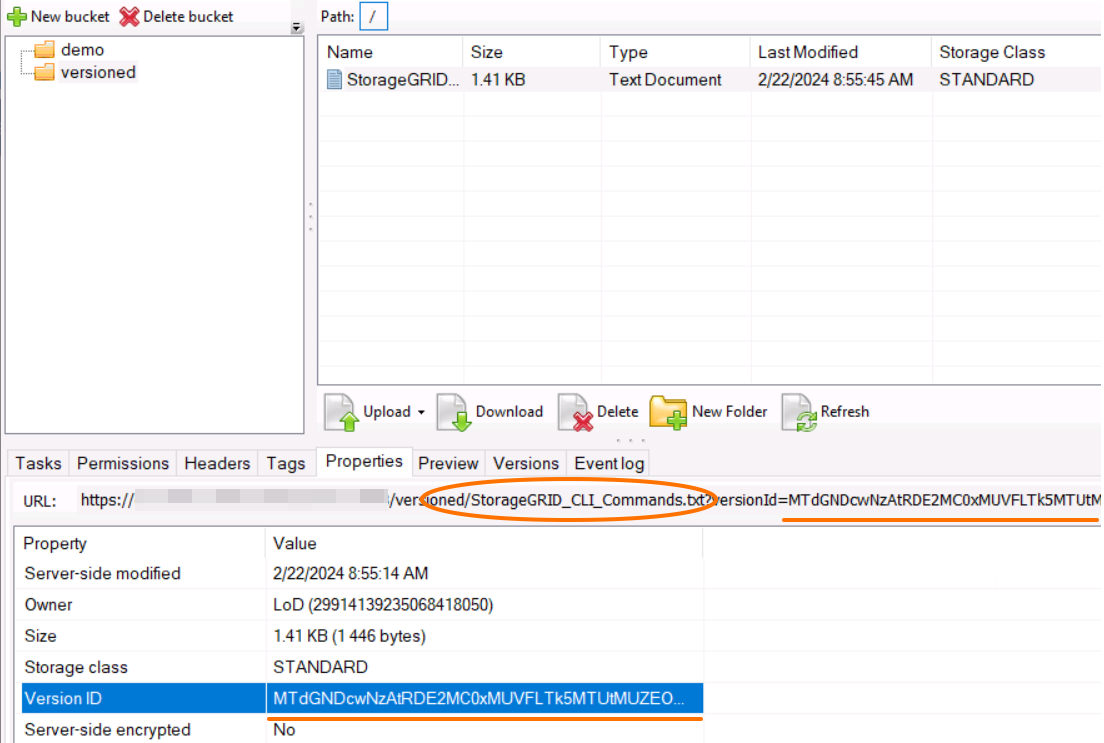 New bucket Delete bucket
demo
versioned
Path: /
Name Size Type Last Modified Storage Class
StorageGRID... 1.41 KB Text Document 2/22/2024 8:55:45 AM STANDARD
Upload Download Delete New Folder Refresh
Tasks Permissions Headers Tags Properties Preview Versions Event log
URL: https:// /versioned/StorageGRID_CLI_Commands.txt?versionId=MTdGNDcwNzAtRDE2MC0xMUVFLTk5MTUtM
Property Value
Server-side modified 2/22/2024 8:55:14 AM
Owner LoD (29914139235068418050)
Size 1.41 KB (1 446 bytes)
Storage class STANDARD
Version ID MTdGNDcwNzAtRDE2MC0xMUVFLTk5MTUtMUZEO...
Server-side encrypted No